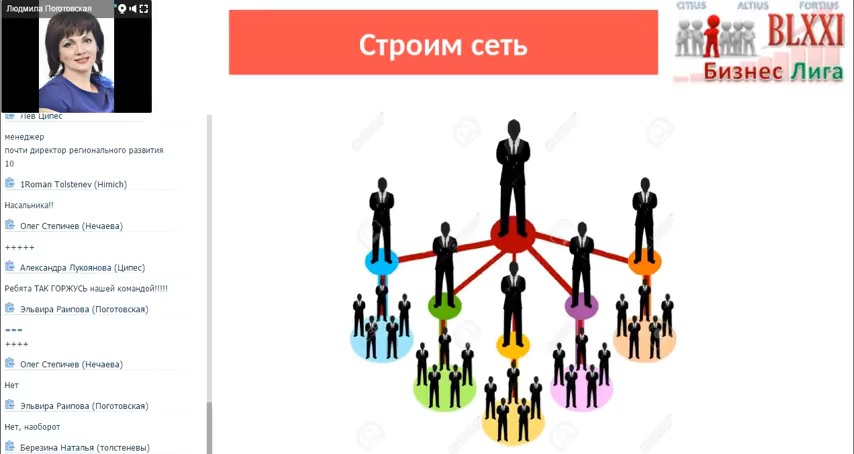 Людмила Поготовская
Строим сеть
CITIUS ALTIUS FORTIUS
BLXXI
Бизнес Лига
Лев Ципес
менеджер
почти директор регионального развития
10
1Roman Tolstenev (Himich)
Насальника!!
Олег Степичев (Нечаева)
+++++
Александра Лукоянова (Ципес)
Ребята ТАК ГОРЖУСЬ нашей командой!!!!!
Эльвира Раипова (Поготовская)
===
++++
Олег Степичев (Нечаева)
Нет
Эльвира Раипова (Поготовская)
Нет, наоборот
Березина Наталья (толстеневы)